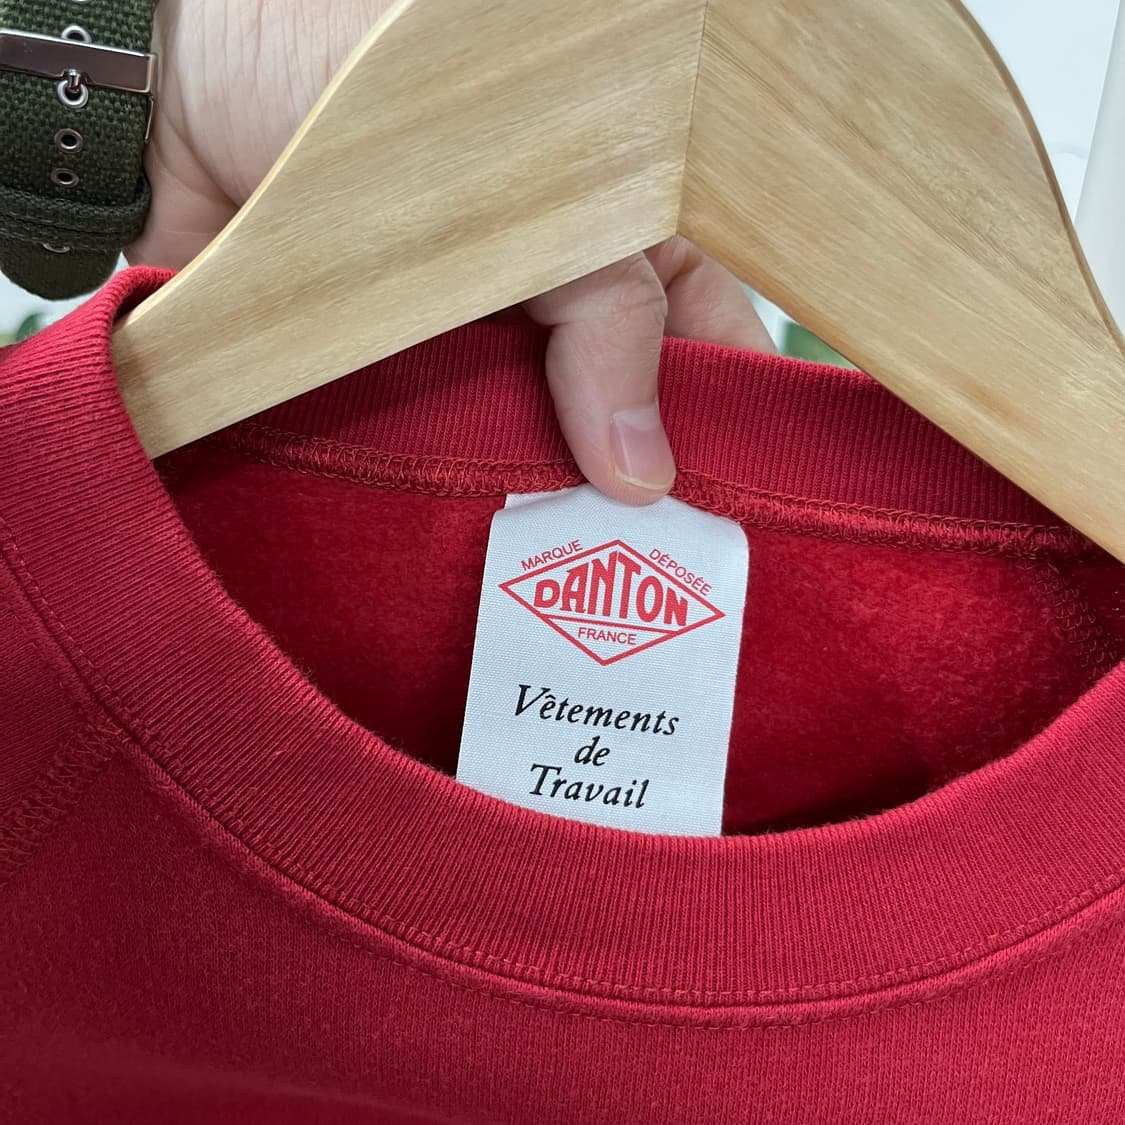 MARQUE DÉPOSÉE
DANTON
FRANCE
Vêtements
de
Travail